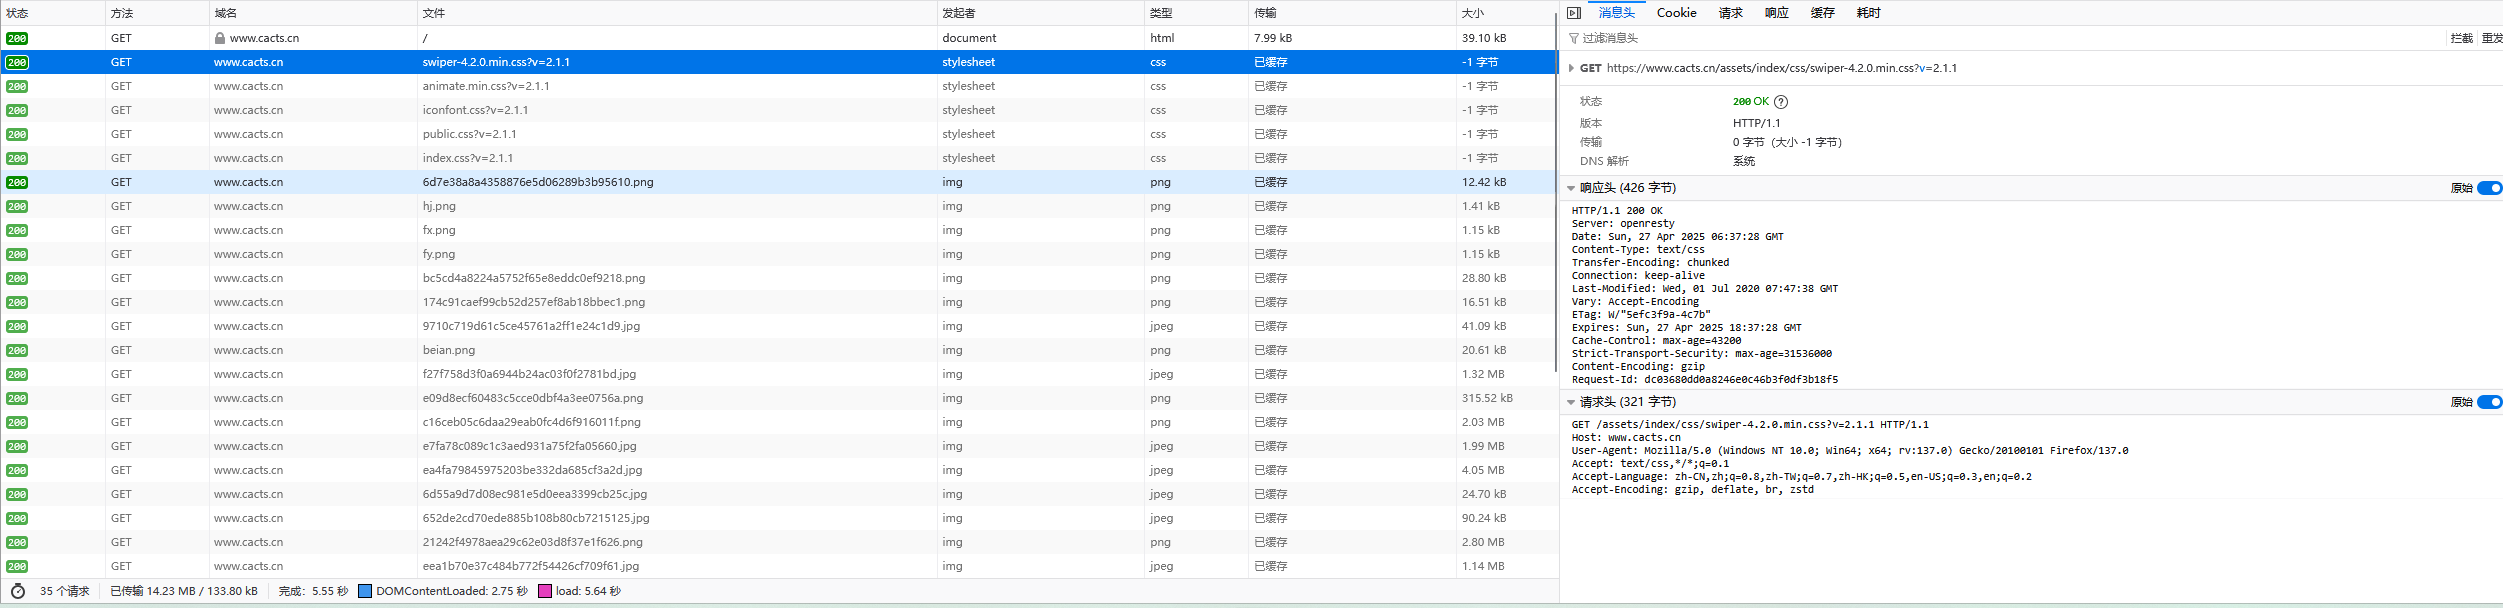 状态 方法 域名 文件 发起者 类型 传输 大小
200 GET www.cacts.cn / document html 7.99 kB 39.10 kB
200 GET www.cacts.cn swiper-4.2.0.min.css?v=2.1.1 stylesheet css 已缓存 -1 字节
200 GET www.cacts.cn animate.min.css?v=2.1.1 stylesheet css 已缓存 -1 字节
200 GET www.cacts.cn iconfont.css?v=2.1.1 stylesheet css 已缓存 -1 字节
200 GET www.cacts.cn public.css?v=2.1.1 stylesheet css 已缓存 -1 字节
200 GET www.cacts.cn index.css?v=2.1.1 stylesheet css 已缓存 -1 字节
200 GET www.cacts.cn 6d7e38a8a4358876e5d06289b3b95610.png img png 已缓存 12.42 kB
200 GET www.cacts.cn hj.png img png 已缓存 1.41 kB
200 GET www.cacts.cn fx.png img png 已缓存 1.15 kB
200 GET www.cacts.cn fy.png img png 已缓存 1.15 kB
200 GET www.cacts.cn bc5cd4a8224a5752f65e8eddc0ef9218.png img png 已缓存 28.80 kB
200 GET www.cacts.cn 174c91caef99cb52d257ef8ab18bbec1.png img png 已缓存 16.51 kB
200 GET www.cacts.cn 9710c719d61c5ce45761a2ff1e24c1d9.jpg img jpeg 已缓存 41.09 kB
200 GET www.cacts.cn beian.png img png 已缓存 20.61 kB
200 GET www.cacts.cn f27f758d3f0a6944b24ac03f0f2781bd.jpg img jpeg 已缓存 1.32 MB
200 GET www.cacts.cn e09d8ecf60483c5cce0dbf4a3ee0756a.png img png 已缓存 315.52 kB
200 GET www.cacts.cn c16ceb05c6daa29eab0fc4d6f916011f.png img png 已缓存 2.03 MB
200 GET www.cacts.cn e7fa78c089c1c3aed931a75f2fa05660.jpg img jpeg 已缓存 1.99 MB
200 GET www.cacts.cn ea4fa79845975203be332da685cf3a2d.jpg img jpeg 已缓存 4.05 MB
200 GET www.cacts.cn 6d55a9d7d08ec981e5d0eea3399cb25c.jpg img jpeg 已缓存 24.70 kB
200 GET www.cacts.cn 652de2cd70ede885b108b80cb7215125.jpg img jpeg 已缓存 90.24 kB
200 GET www.cacts.cn 21242f4978aea29c62e03d8f37e1f626.png img png 已缓存 2.80 MB
200 GET www.cacts.cn eea1b70e37c484b772f54426cf709f61.jpg img jpeg 已缓存 1.14 MB
35 个请求 已传输 14.23 MB / 133.80 kB 完成：5.55 秒 DOMContentLoaded: 2.75 秒 load: 5.64 秒
消息头 Cookie 请求 响应 缓存 耗时
过滤消息头 拦截 重发
GET https://www.cacts.cn/assets/index/css/swiper-4.2.0.min.css?v=2.1.1
状态 200 OK ?
版本 HTTP/1.1
传输 0 字节 (大小 -1 字节)
DNS 解析 系统
响应头 (426 字节) 原始
HTTP/1.1 200 OK
Server: openresty
Date: Sun, 27 Apr 2025 06:37:28 GMT
Content-Type: text/css
Transfer-Encoding: chunked
Connection: keep-alive
Last-Modified: Wed, 01 Jul 2020 07:47:38 GMT
Vary: Accept-Encoding
ETag: W/"5efc3f9a-4c7b"
Expires: Sun, 27 Apr 2025 18:37:28 GMT
Cache-Control: max-age=43200
Strict-Transport-Security: max-age=31536000
Content-Encoding: gzip
Request-Id: dc03680dd0a8246e0c46b3f0df3b18f5
请求头 (321 字节) 原始
GET /assets/index/css/swiper-4.2.0.min.css?v=2.1.1 HTTP/1.1
Host: www.cacts.cn
User-Agent: Mozilla/5.0 (Windows NT 10.0; Win64; x64; rv:137.0) Gecko/20100101 Firefox/137.0
Accept: text/css,*/*;q=0.1
Accept-Language: zh-CN,zh;q=0.8,zh-TW;q=0.7,zh-HK;q=0.5,en-US;q=0.3,en;q=0.2
Accept-Encoding: gzip, deflate, br, zstd